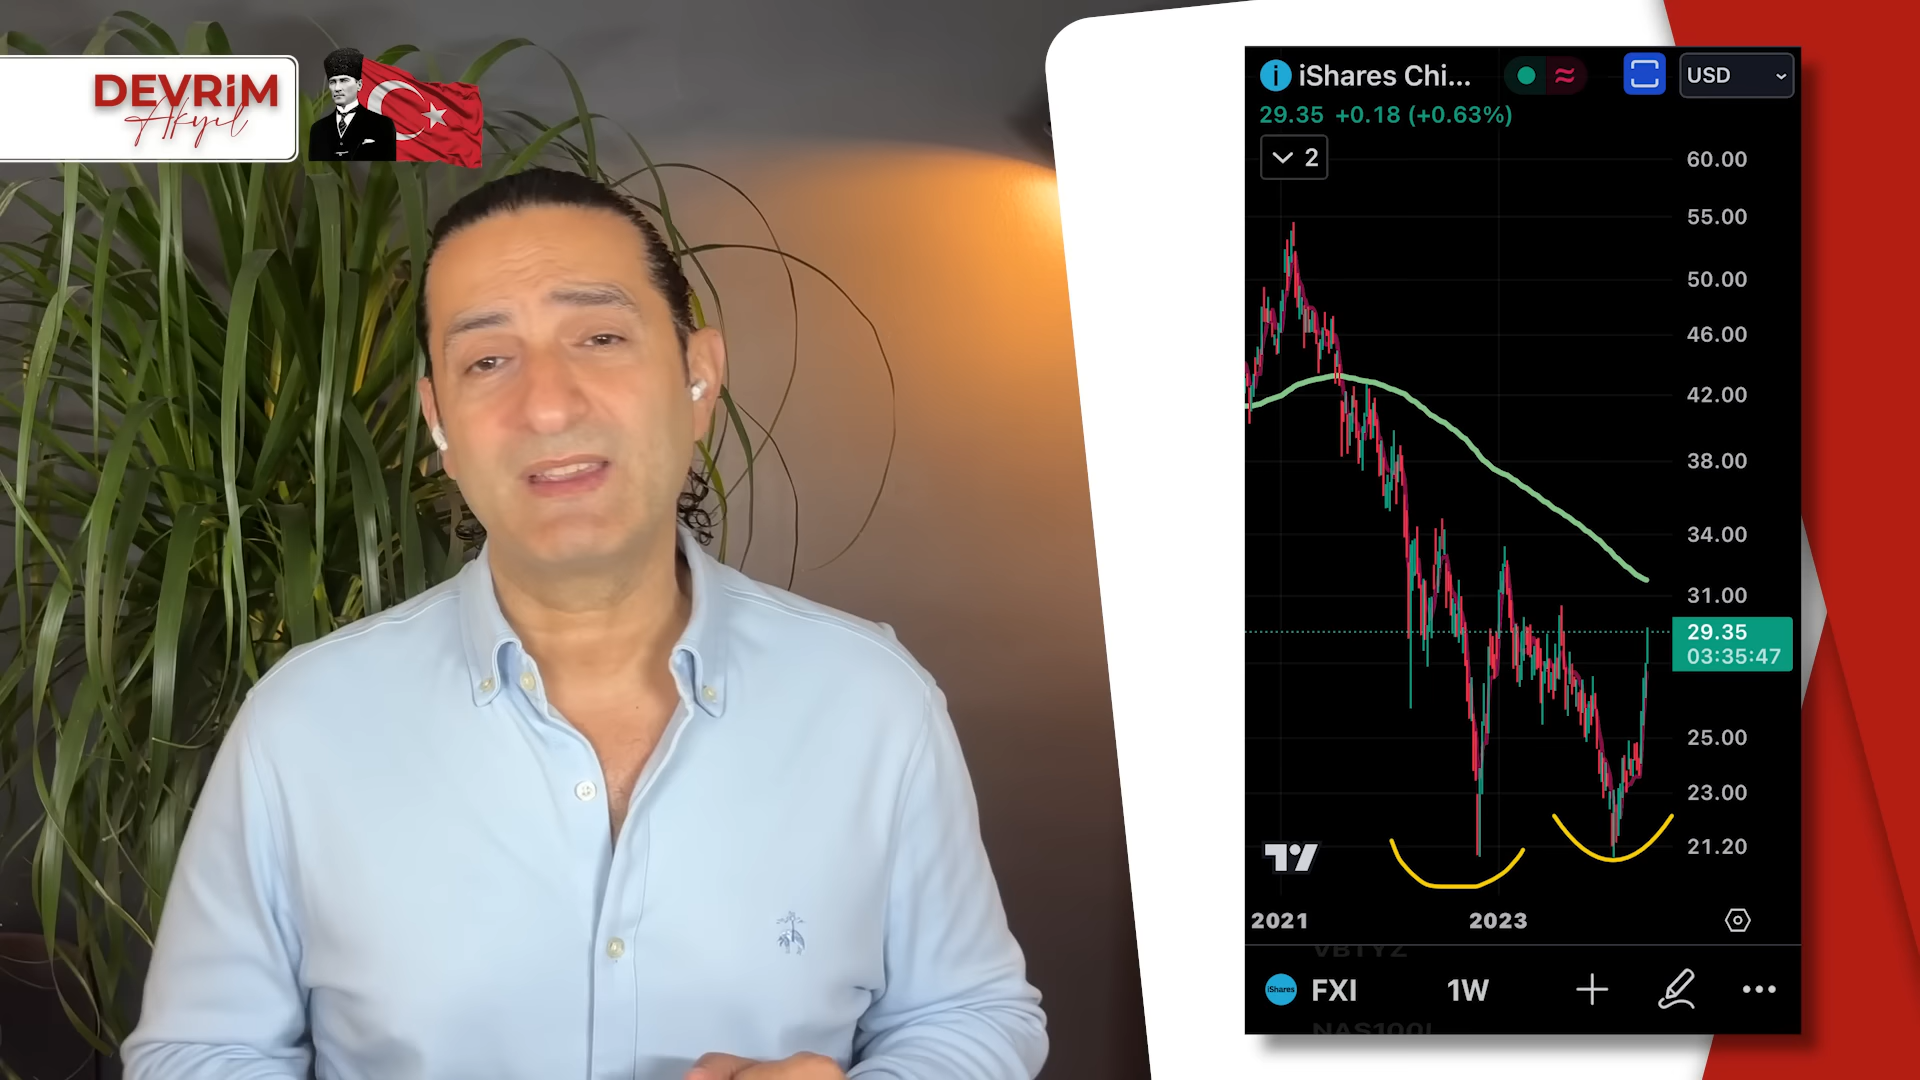 DEVRİM
Akyıl
iShares Chi...
USD
29.35 +0.18 (+0.63%)
2
60.00
55.00
50.00
46.00
42.00
38.00
34.00
31.00
29.35
03:35:47
25.00
23.00
21.20
2021
2023
VBTYZ
iShares
FXI
1W